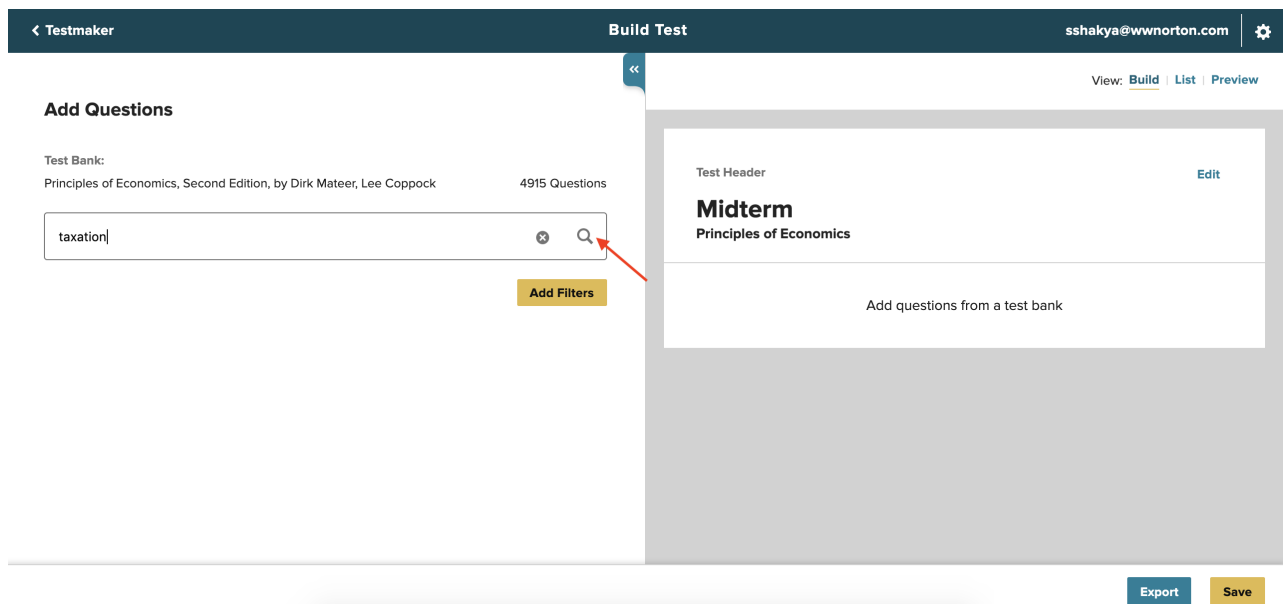 Testmaker
Build Test
sshakya@wwnorton.com
View: Build | List | Preview
Add Questions
Test Bank:
Principles of Economics, Second Edition, by Dirk Mateer, Lee Coppock
4915 Questions
taxation
Add Filters
Test Header
Edit
Midterm
Principles of Economics
Add questions from a test bank
Export
Save